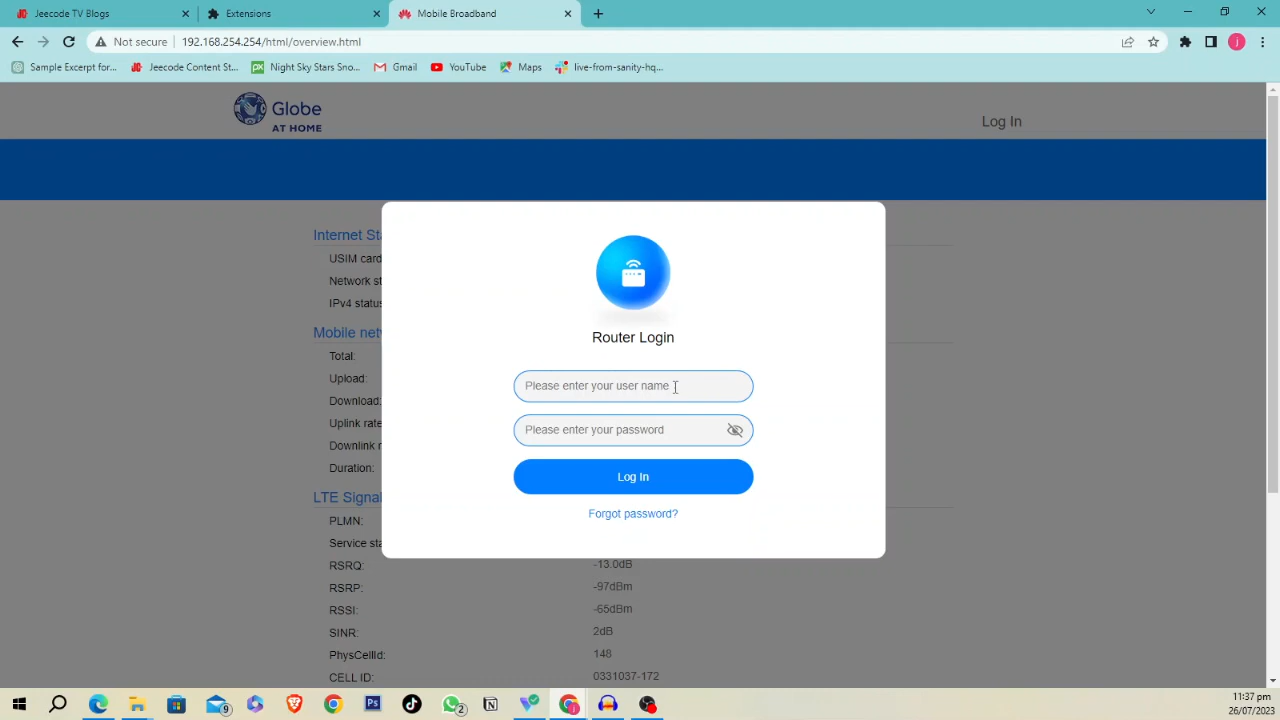 Jeecode TV Blogs
Extensions
Mobile Broadband
Not secure
192.168.254.254/html/overview.html
Sample Excerpt for...
Jeecode Content St...
Night Sky Stars Sno...
Gmail
YouTube
Maps
live-from-sanity-hq...
Globe
AT HOME
Log In
Router Login
Please enter your user name
Please enter your password
Log In
Forgot password?
Internet Sta
USIM card
Network st
IPv4 status
Mobile net
Total:
Upload:
Download:
Uplink rate
Downlink r
Duration:
LTE Signal
PLMN:
Service sta
RSRQ: -13.0dB
RSRP: -97dBm
RSSI: -65dBm
SINR: 2dB
PhysCellId: 148
CELL ID: 0331037-172
11:37 pm
26/07/2023